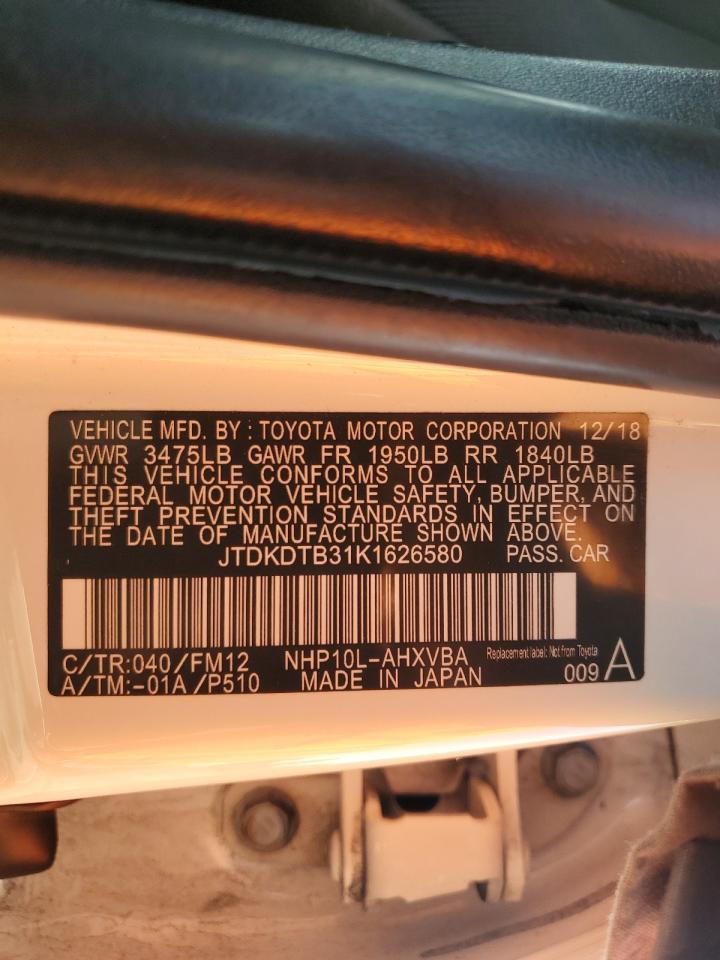 VEHICLE MFD. BY : TOYOTA MOTOR CORPORATION 12/18
GVWR 3475LB GAWR FR 1950LB RR 1840LB
THIS VEHICLE CONFORMS TO ALL APPLICABLE
FEDERAL MOTOR VEHICLE SAFETY, BUMPER, AND
THEFT PREVENTION STANDARDS IN EFFECT ON
THE DATE OF MANUFACTURE SHOWN ABOVE.
JTDKDTB31K1626580 PASS. CAR
C/TR:040/FM12 NHP10L-AHXVBA Replacement label: Not from Toyota
A/TM:-01A/P510 MADE IN JAPAN 009 A